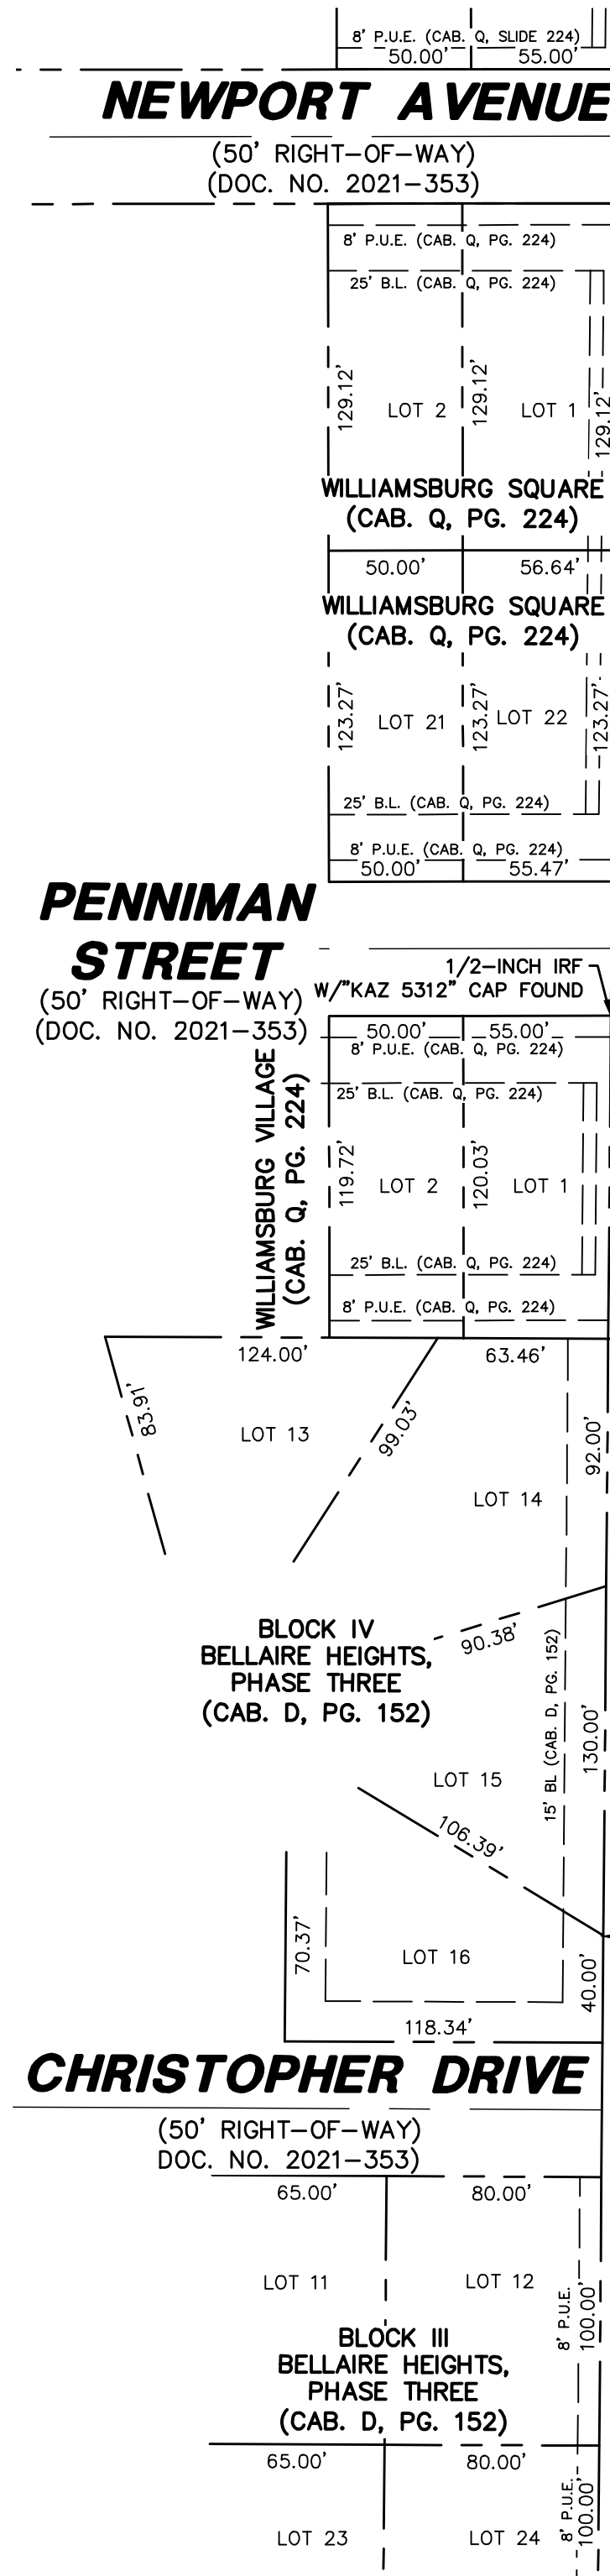 8' P.U.E. (CAB. Q, SLIDE 224)
50.00' 55.00'
NEWPORT AVENUE
(50' RIGHT-OF-WAY)
(DOC. NO. 2021-353)
8' P.U.E. (CAB. Q, PG. 224)
25' B.L. (CAB. Q, PG. 224)
129.12' LOT 2 129.12' LOT 1 129.12'
WILLIAMSBURG SQUARE
(CAB. Q, PG. 224)
50.00' 56.64'
WILLIAMSBURG SQUARE
(CAB. Q, PG. 224)
123.27' LOT 21 123.27' LOT 22 123.27'
25' B.L. (CAB. Q, PG. 224)
8' P.U.E. (CAB. Q, PG. 224)
50.00' 55.47'
PENNIMAN
STREET
(50' RIGHT-OF-WAY)
(DOC. NO. 2021-353)
1/2-INCH IRF
W/"KAZ 5312" CAP FOUND
50.00' 55.00'
8' P.U.E. (CAB. Q, PG. 224)
25' B.L. (CAB. Q, PG. 224)
WILLIAMSBURG VILLAGE
(CAB. Q, PG. 224)
119.72' LOT 2 120.03' LOT 1
25' B.L. (CAB. Q, PG. 224)
8' P.U.E. (CAB. Q, PG. 224)
124.00' 63.46'
83.91' LOT 13 99.03' 92.00'
LOT 14
BLOCK IV
BELLAIRE HEIGHTS,
PHASE THREE
(CAB. D, PG. 152)
90.38'
15' BL (CAB. D, PG. 152)
130.00'
LOT 15
106.39'
70.37' LOT 16 40.00'
118.34'
CHRISTOPHER DRIVE
(50' RIGHT-OF-WAY)
DOC. NO. 2021-353)
65.00' 80.00'
LOT 11 LOT 12
8' P.U.E.
100.00'
BLOCK III
BELLAIRE HEIGHTS,
PHASE THREE
(CAB. D, PG. 152)
65.00' 80.00'
8' P.U.E.
100.00'
LOT 23 LOT 24